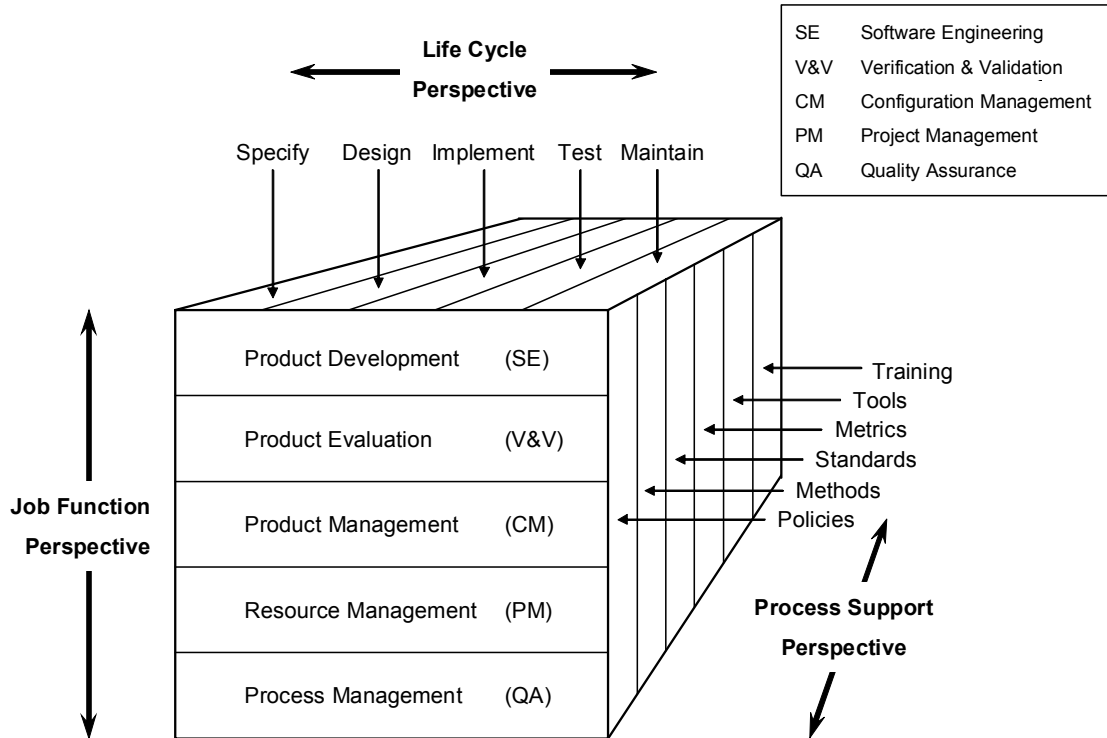 Life Cycle
Perspective
SE Software Engineering
V&V Verification & Validation
CM Configuration Management
PM Project Management
QA Quality Assurance
Specify Design Implement Test Maintain
Product Development (SE)
Product Evaluation (V&V)
Product Management (CM)
Resource Management (PM)
Process Management (QA)
Job Function
Perspective
Training
Tools
Metrics
Standards
Methods
Policies
Process Support
Perspective